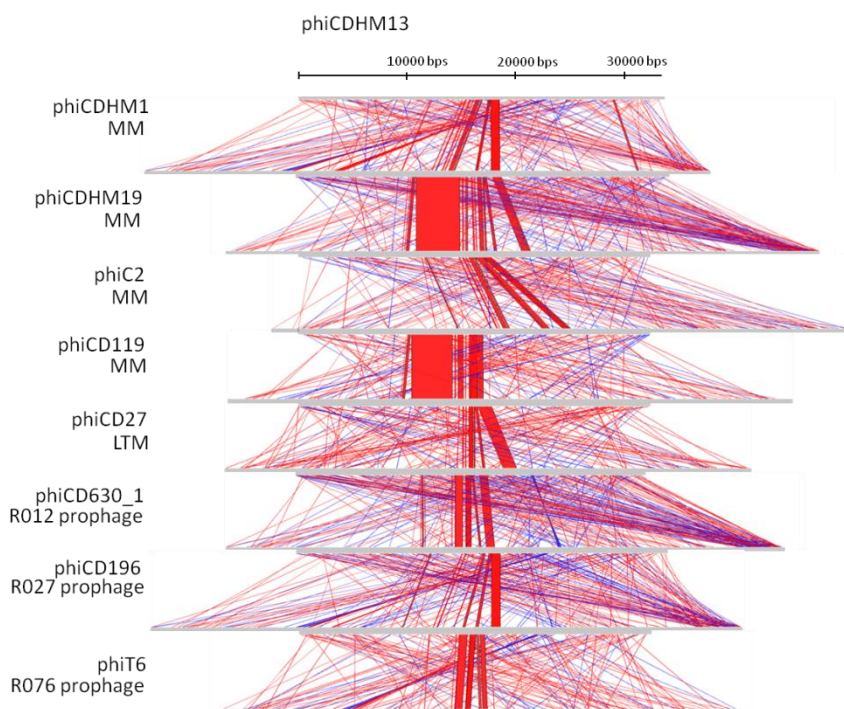 phiCDHM13
10000 bps
20000 bps
30000 bps
phiCDHM1
MM
phiCDHM19
MM
phiC2
MM
phiCD119
MM
phiCD27
LTM
phiCD630_1
R012 prophage
phiCD196
R027 prophage
phiT6
R076 prophage